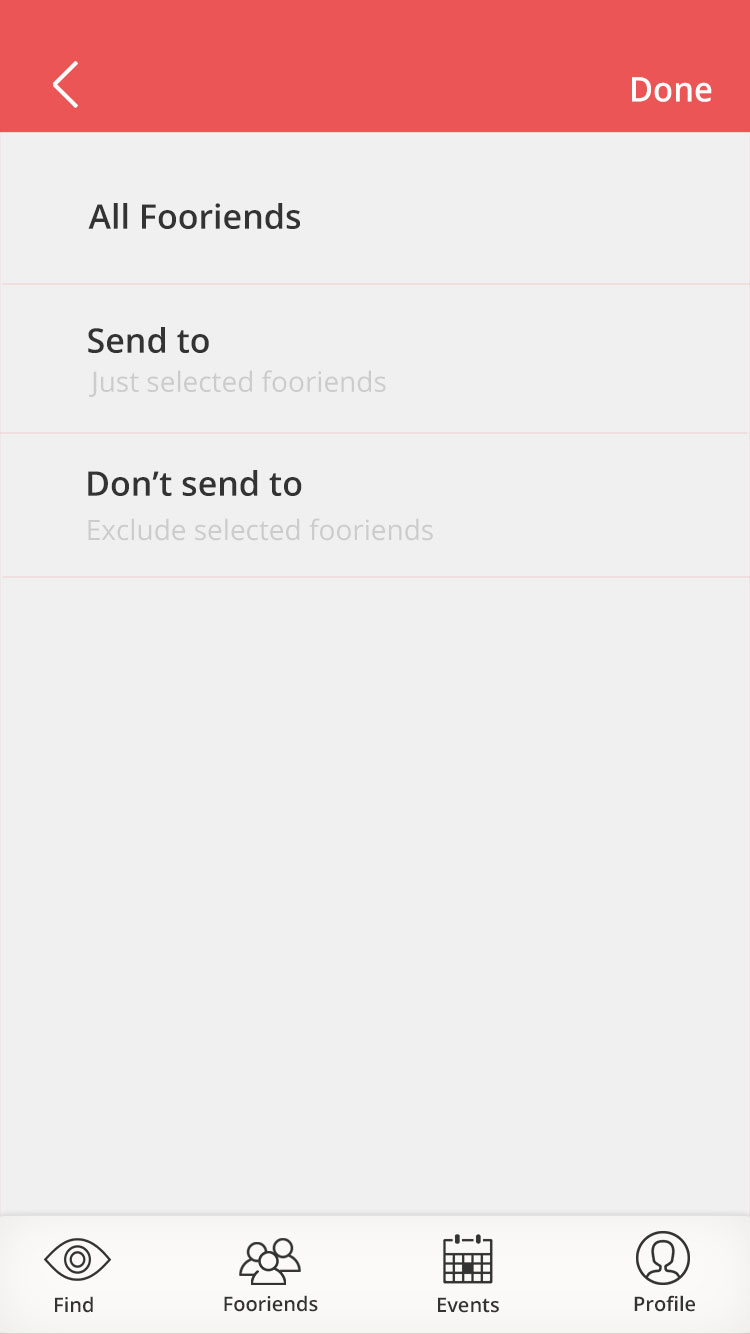 Done
All Fooriends
Send to
Just selected fooriends
Don’t send to
Exclude selected fooriends
Find
Fooriends
Events
Profile